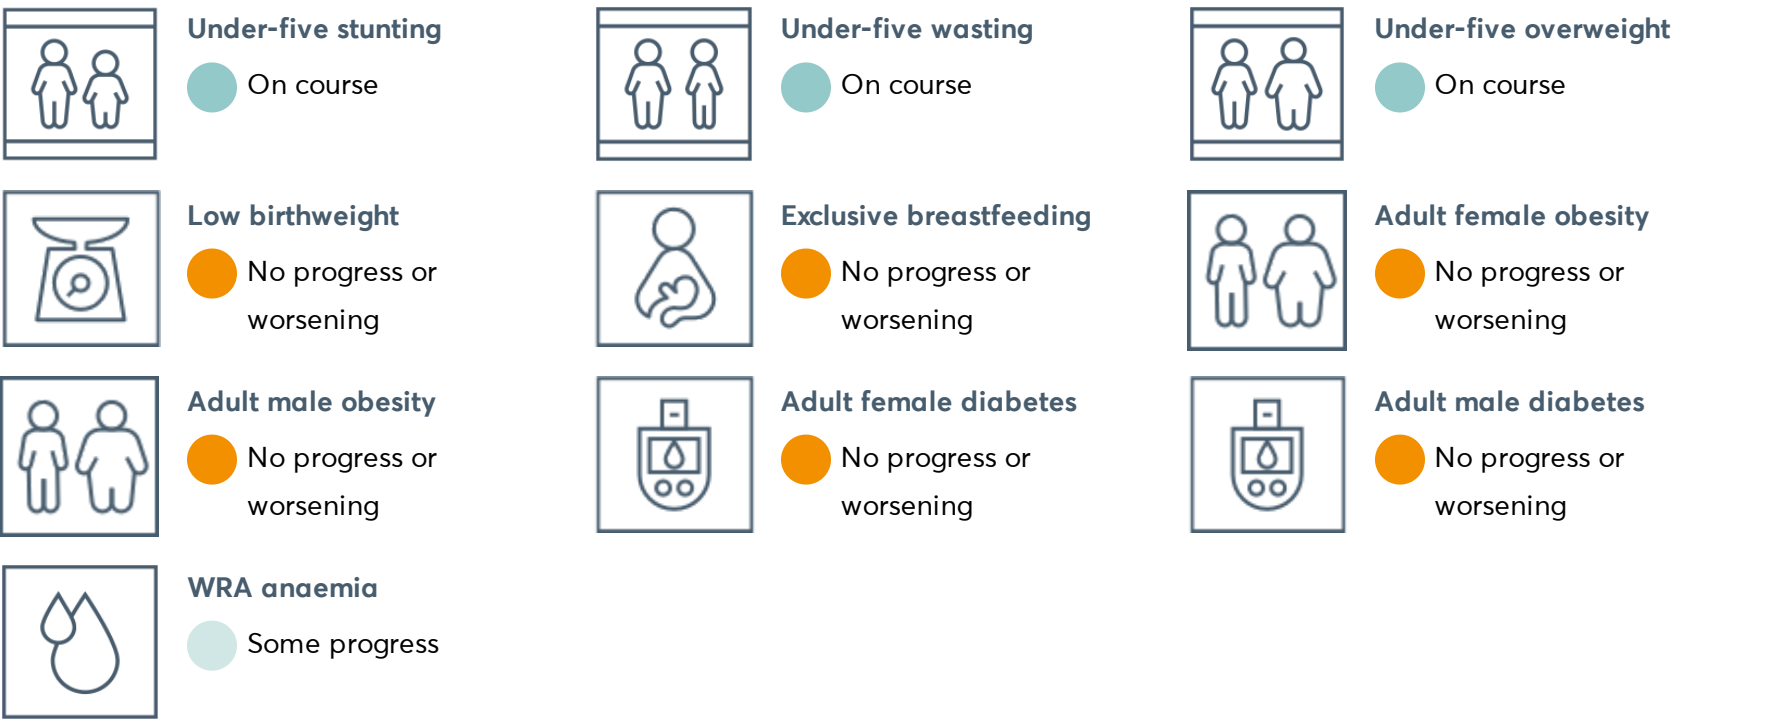 Under-five stunting
On course
Under-five wasting
On course
Under-five overweight
On course
Low birthweight
No progress or
worsening
Exclusive breastfeeding
No progress or
worsening
Adult female obesity
No progress or
worsening
Adult male obesity
No progress or
worsening
Adult female diabetes
No progress or
worsening
Adult male diabetes
No progress or
worsening
WRA anaemia
Some progress